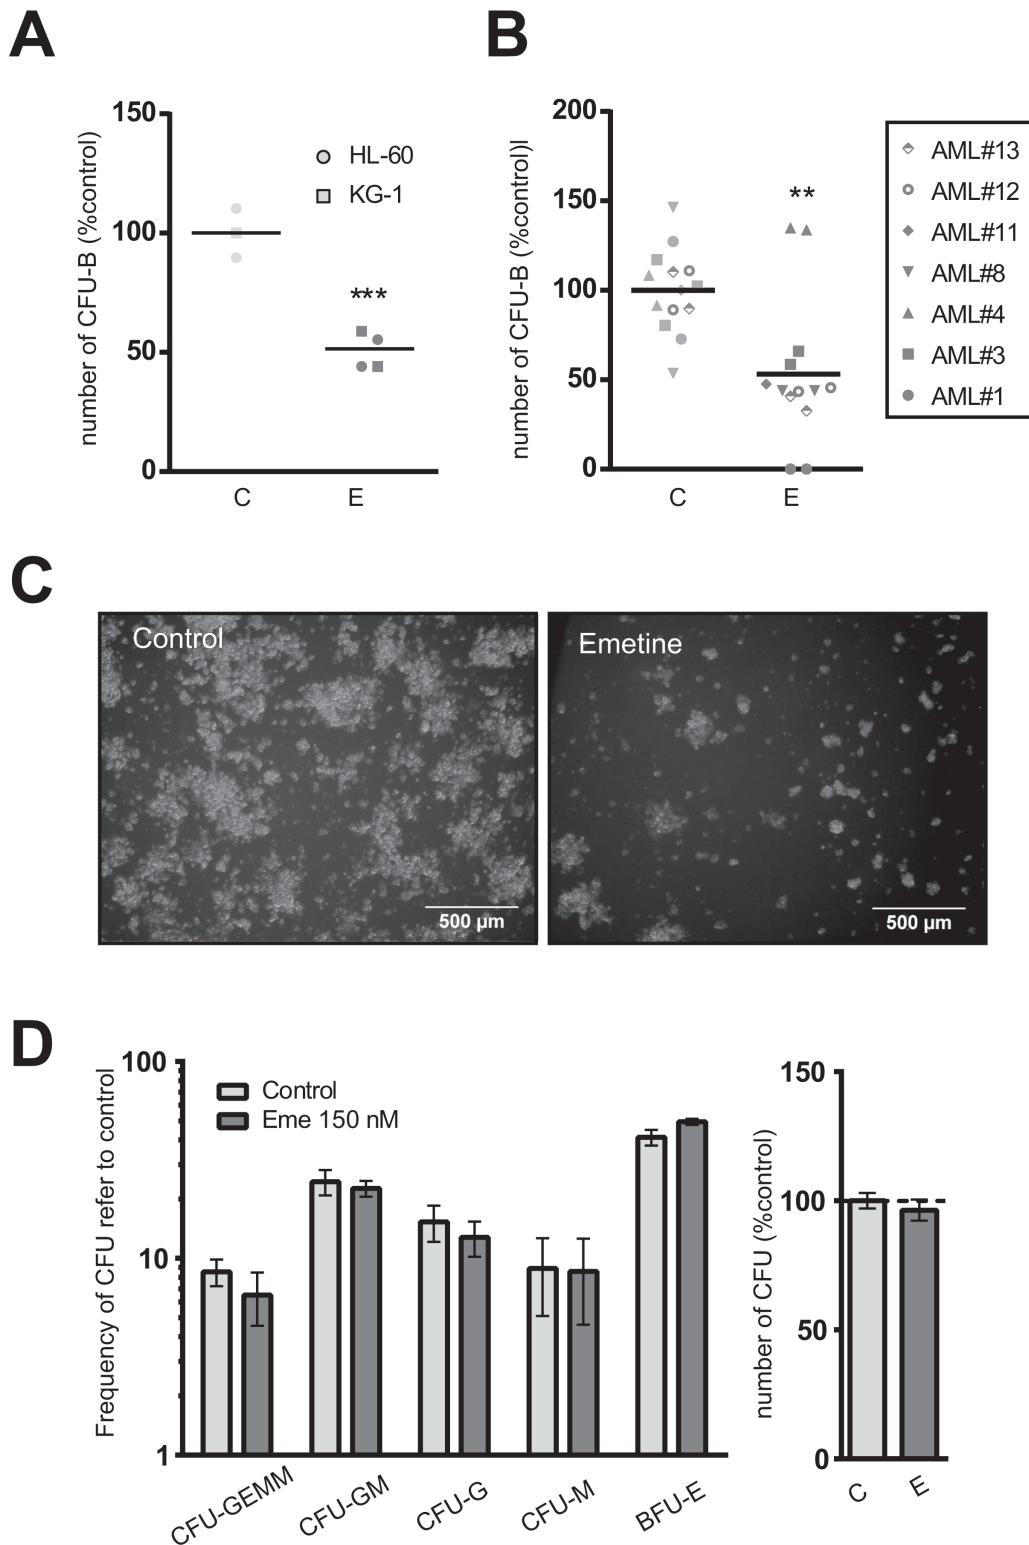 A
B
150
100
50
0
number of CFU-B (%control)
HL-60
KG-1
***
C
E
200
150
100
50
0
number of CFU-B (%control)l
**
C
E
AML#13
AML#12
AML#11
AML#8
AML#4
AML#3
AML#1
C
Control
500 µm
Emetine
500 µm
D
100
10
1
Frequency of CFU refer to control
Control
Eme 150 nM
CFU-GEMM
CFU-GM
CFU-G
CFU-M
BFU-E
150
100
50
0
number of CFU (%control)
C
E